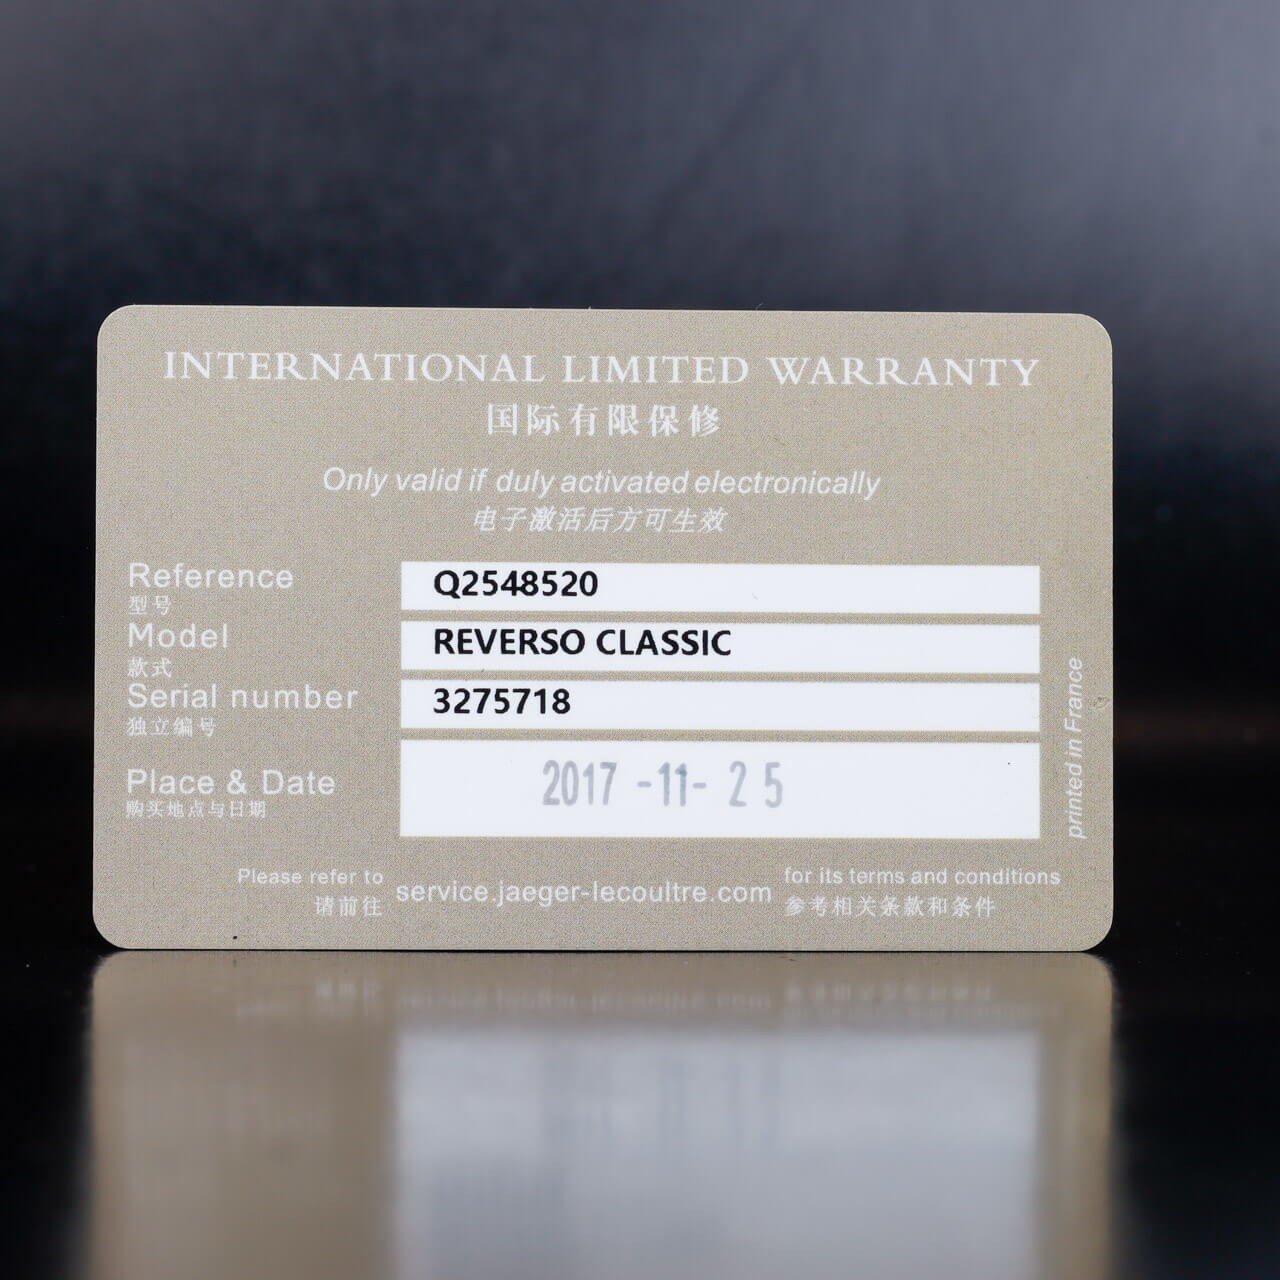 INTERNATIONAL LIMITED WARRANTY
国际有限保修
Only valid if duly activated electronically
电子激活后方可生效
Reference
型号
Q2548520
Model
款式
REVERSO CLASSIC
Serial number
独立编号
3275718
Place & Date
购买地点与日期
2017 -11- 25
printed in France
Please refer to
请前往
service.jaeger-lecoultre.com
for its terms and conditions
参考相关条款和条件